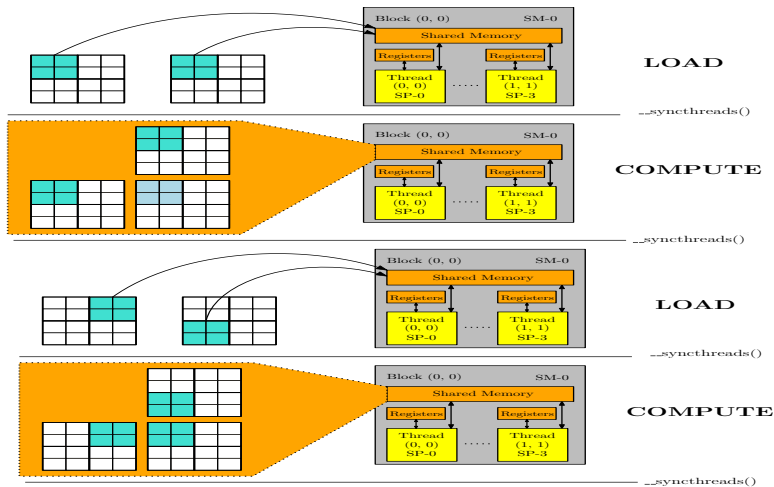 Block (0, 0) SM-0
Shared Memory
Registers Registers
Thread Thread
(0, 0) ..... (1, 1)
SP-0 SP-3
LOAD
__syncthreads()
Block (0, 0) SM-0
Shared Memory
Registers Registers
Thread Thread
(0, 0) ..... (1, 1)
SP-0 SP-3
COMPUTE
__syncthreads()
Block (0, 0) SM-0
Shared Memory
Registers Registers
Thread Thread
(0, 0) ..... (1, 1)
SP-0 SP-3
LOAD
__syncthreads()
Block (0, 0) SM-0
Shared Memory
Registers Registers
Thread Thread
(0, 0) ..... (1, 1)
SP-0 SP-3
COMPUTE
__syncthreads()